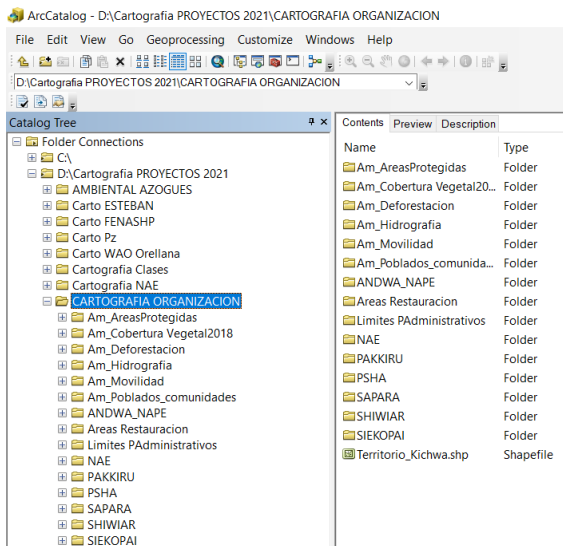 ArcCatalog - D:\Cartografia PROYECTOS 2021\CARTOGRAFIA ORGANIZACION
File Edit View Go Geoprocessing Customize Windows Help
D:\Cartografia PROYECTOS 2021\CARTOGRAFIA ORGANIZACION
Catalog Tree
Folder Connections
C:\
D:\Cartografia PROYECTOS 2021
AMBIENTAL AZOGUES
Carto ESTEBAN
Carto FENASHP
Carto Pz
Carto WAO Orellana
Cartografia Clases
Cartografia NAE
CARTOGRAFIA ORGANIZACION
Am_AreasProtegidas
Am_Cobertura Vegetal2018
Am_Deforestacion
Am_Hidrografia
Am_Movilidad
Am_Poblados_comunidades
ANDWA_NAPE
Areas Restauracion
Limites PAdministrativos
NAE
PAKKIRU
PSHA
SAPARA
SHIWIAR
SIEKOPAI
Contents Preview Description
Name Type
Am_AreasProtegidas Folder
Am_Cobertura Vegetal20... Folder
Am_Deforestacion Folder
Am_Hidrografia Folder
Am_Movilidad Folder
Am_Poblados_comunida... Folder
ANDWA_NAPE Folder
Areas Restauracion Folder
Limites PAdministrativos Folder
NAE Folder
PAKKIRU Folder
PSHA Folder
SAPARA Folder
SHIWIAR Folder
SIEKOPAI Folder
Territorio_Kichwa.shp Shapefile